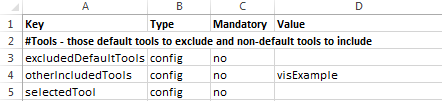 A B C D
1 Key Type Mandatory Value
2 #Tools - those default tools to exclude and non-default tools to include
3 excludedDefaultTools config no
4 otherIncludedTools config no visExample
5 selectedTool config no